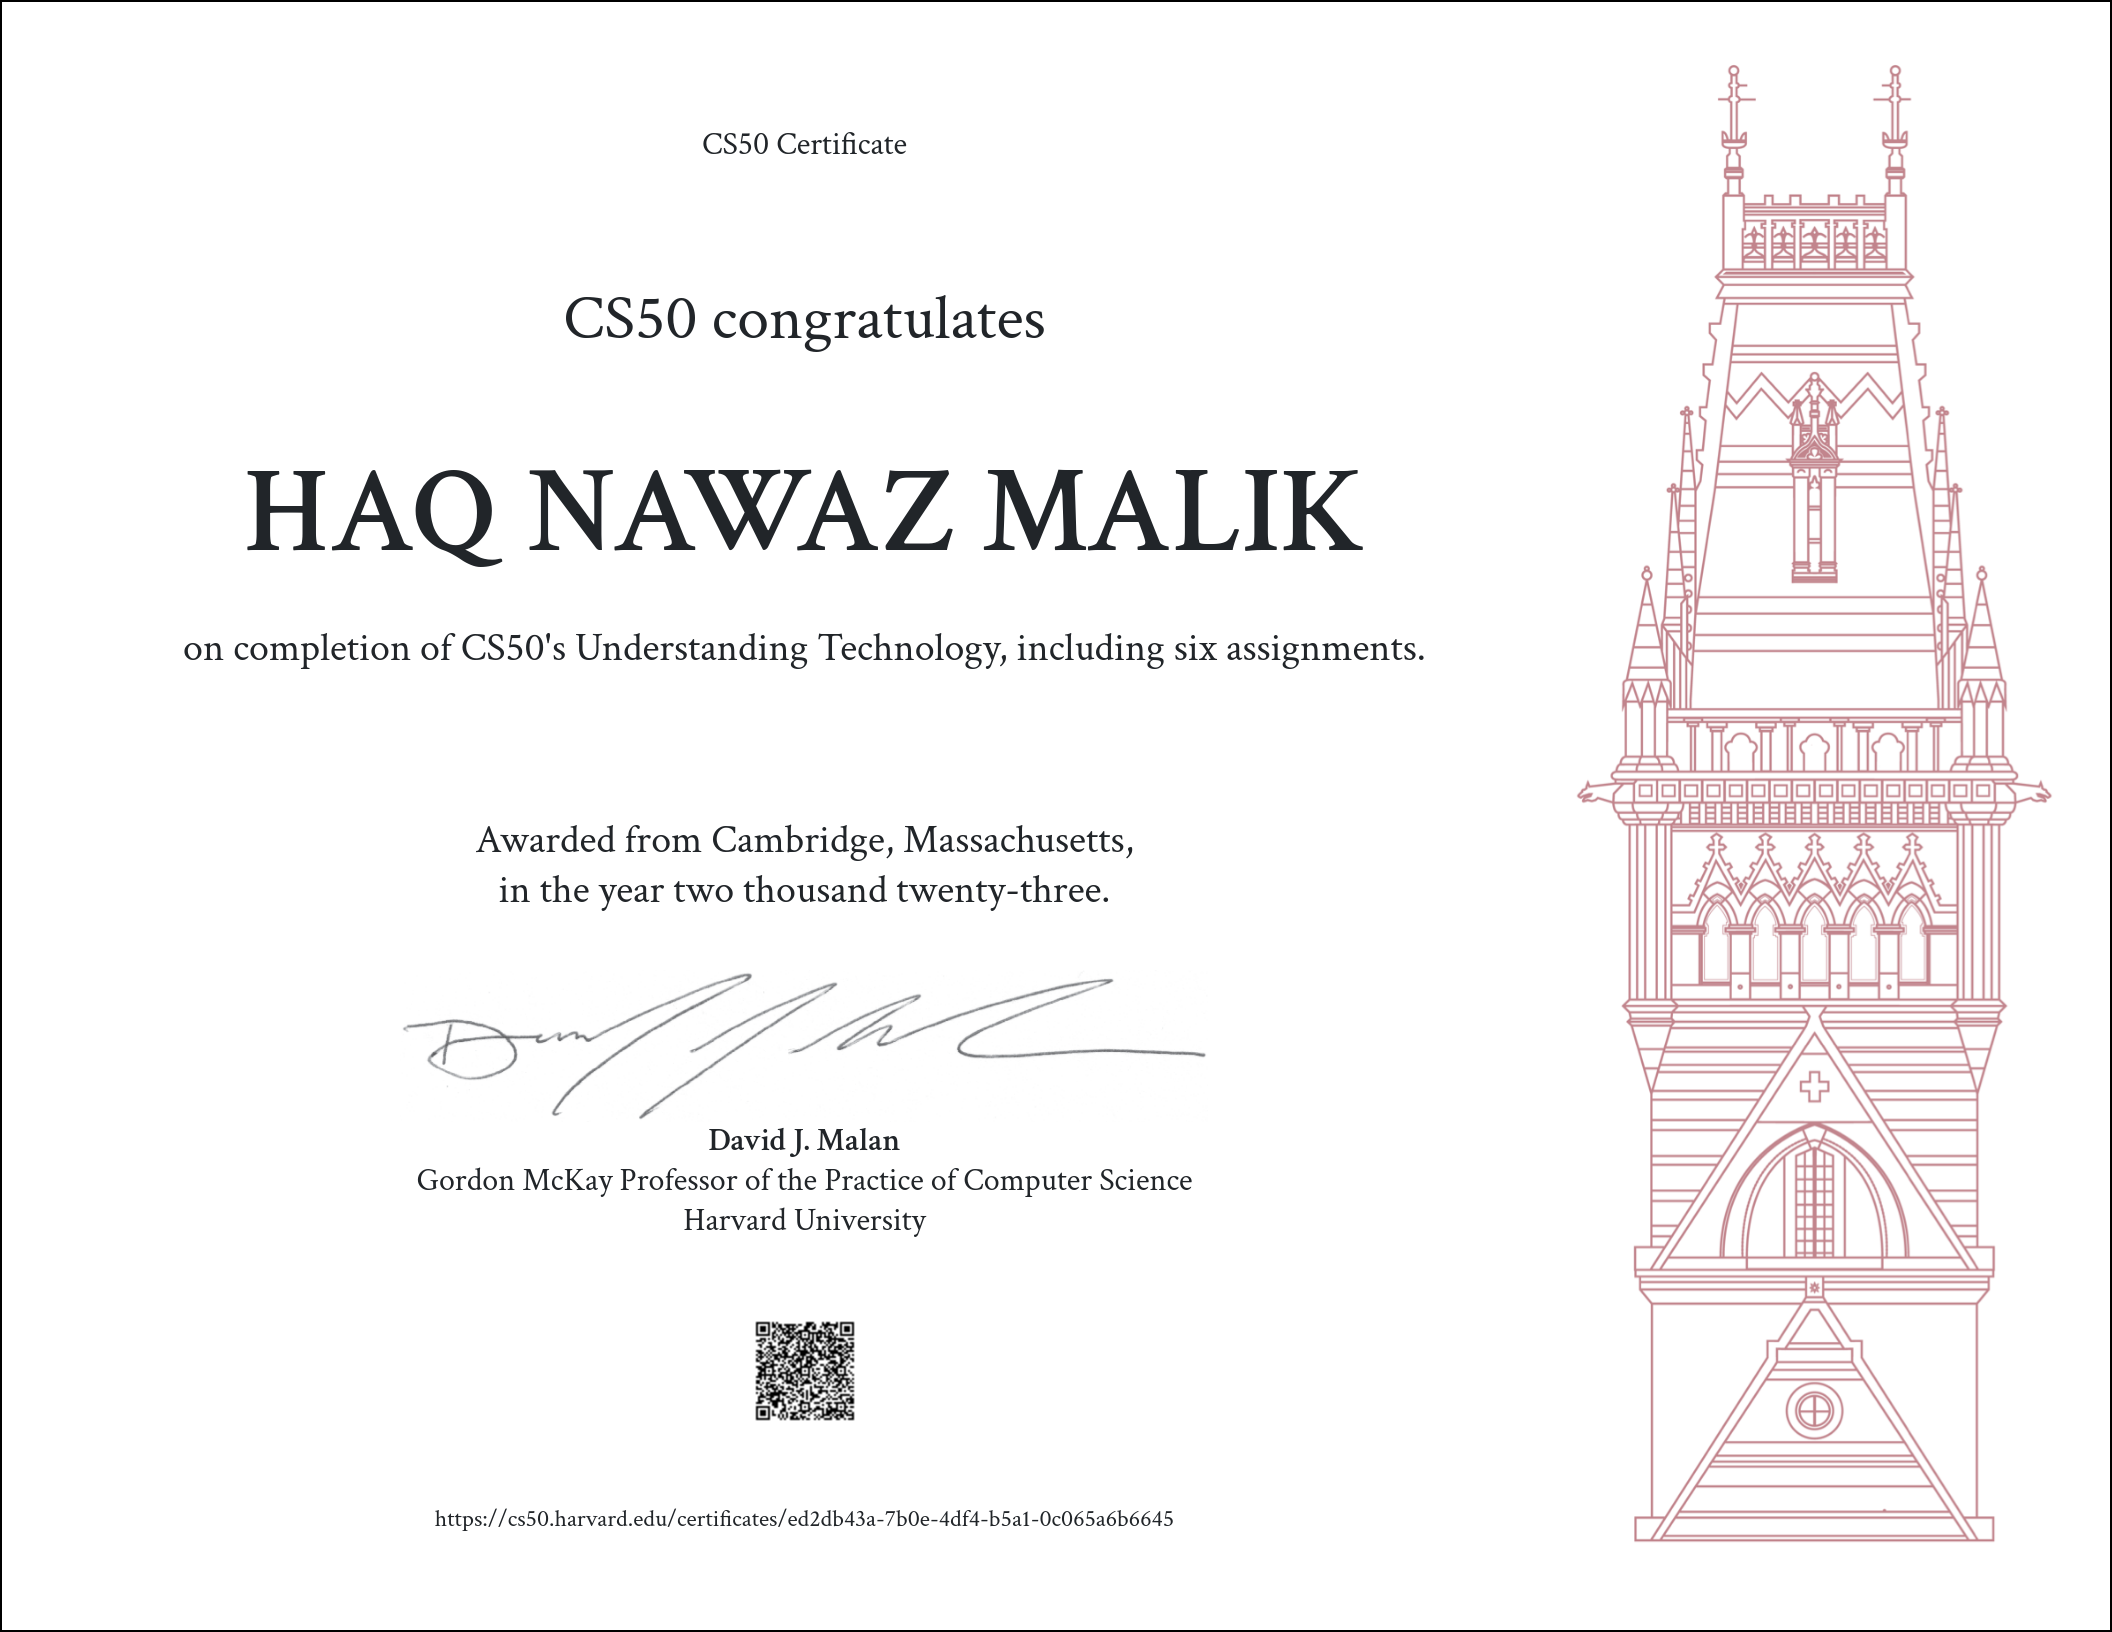 CS50 Certificate
CS50 congratulates
HAQ NAWAZ MALIK
on completion of CS50's Understanding Technology, including six assignments.
Awarded from Cambridge, Massachusetts,
in the year two thousand twenty-three.
David J. Malan
Gordon McKay Professor of the Practice of Computer Science
Harvard University
https://cs50.harvard.edu/certificates/ed2db43a-7b0e-4df4-b5a1-0c065a6b6645